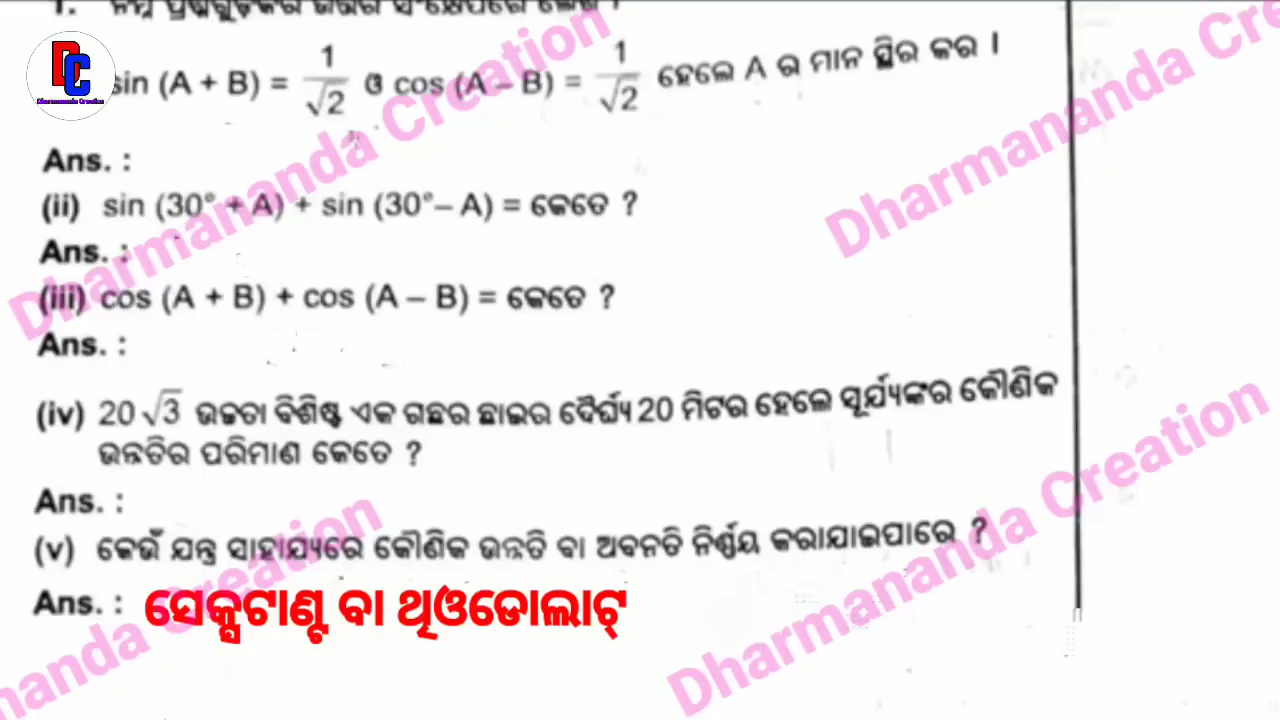 sin (A + B) = 1/√2 ଓ cos (A – B) = 1/√2 ହେଲେ A ର ମାନ ସ୍ଥିର କର ।
Ans. :
(ii) sin (30° + A) + sin (30° – A) = କେତେ ?
Ans. :
(iii) cos (A + B) + cos (A – B) = କେତେ ?
Ans. :
(iv) 20 √3 ଉଚ୍ଚତା ବିଶିଷ୍ଟ ଏକ ଗଛର ଛାଇର ଦୈର୍ଘ୍ୟ 20 ମିଟର ହେଲେ ସୂର୍ଯ୍ୟଙ୍କର କୌଣିକ
ଉନ୍ନତିର ପରିମାଣ କେତେ ?
Ans. :
(v) କେଉଁ ଯନ୍ତ୍ର ସାହାଯ୍ୟରେ କୌଣିକ ଉନ୍ନତି ବା ଅବନତି ନିର୍ଣ୍ଣୟ କରାଯାଇପାରେ ?
Ans. : ସେକ୍ସଟାଣ୍ଟ ବା ଥିଓଡୋଲାଟ୍
DC
Dharmananda Creation
Dharmananda Creation
Dharmananda Creation
Dharmananda Creation